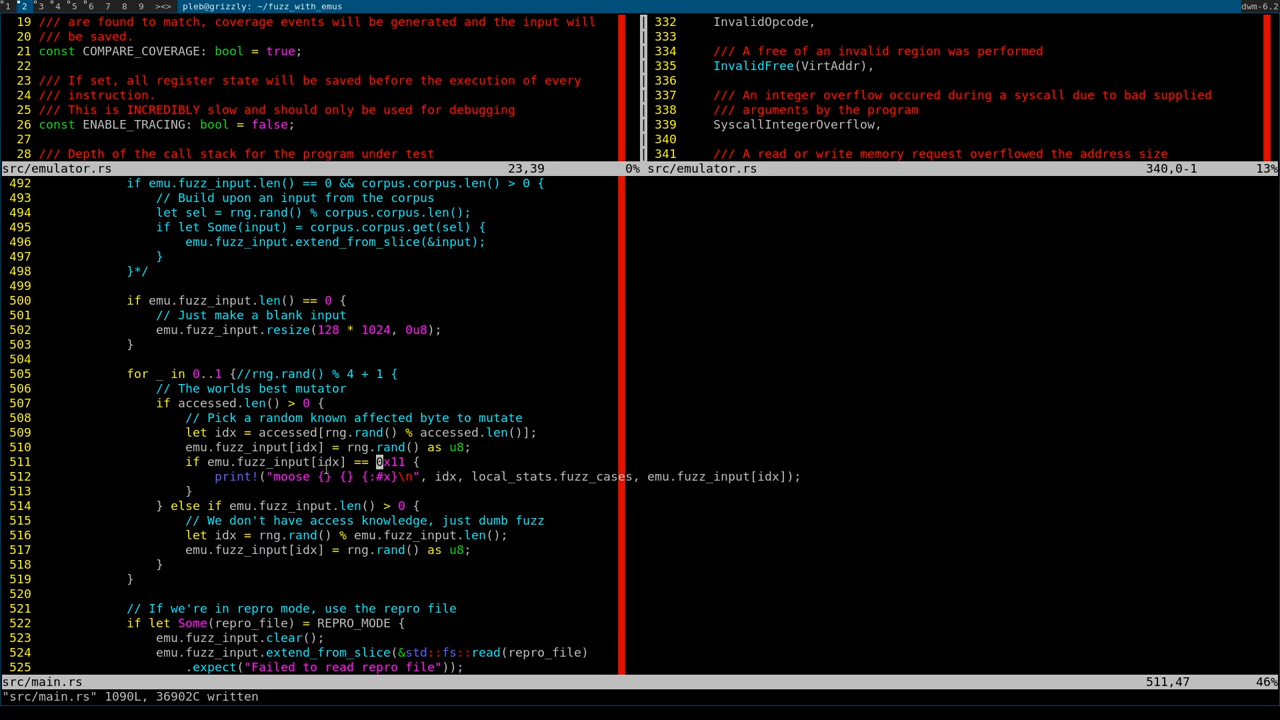 1 2 3 4 5 6 7 8 9 ><> pleb@grizzly: ~/fuzz_with_emus dwm-6.2
19 /// are found to match, coverage events will be generated and the input will
20 /// be saved.
21 const COMPARE_COVERAGE: bool = true;
22
23 /// If set, all register state will be saved before the execution of every
24 /// instruction.
25 /// This is INCREDIBLY slow and should only be used for debugging
26 const ENABLE_TRACING: bool = false;
27
28 /// Depth of the call stack for the program under test
src/emulator.rs 23,39 0%
332 InvalidOpcode,
333
334 /// A free of an invalid region was performed
335 InvalidFree(VirtAddr),
336
337 /// An integer overflow occured during a syscall due to bad supplied
338 /// arguments by the program
339 SyscallIntegerOverflow,
340
341 /// A read or write memory request overflowed the address size
src/emulator.rs 340,0-1 13%
492 if emu.fuzz_input.len() == 0 && corpus.corpus.len() > 0 {
493 // Build upon an input from the corpus
494 let sel = rng.rand() % corpus.corpus.len();
495 if let Some(input) = corpus.corpus.get(sel) {
496 emu.fuzz_input.extend_from_slice(&input);
497 }
498 }*/
499
500 if emu.fuzz_input.len() == 0 {
501 // Just make a blank input
502 emu.fuzz_input.resize(128 * 1024, 0u8);
503 }
504
505 for _ in 0..1 {//rng.rand() % 4 + 1 {
506 // The worlds best mutator
507 if accessed.len() > 0 {
508 // Pick a random known affected byte to mutate
509 let idx = accessed[rng.rand() % accessed.len()];
510 emu.fuzz_input[idx] = rng.rand() as u8;
511 if emu.fuzz_input[idx] == 0x11 {
512 print!("moose {} {} {:#x}\n", idx, local_stats.fuzz_cases, emu.fuzz_input[idx]);
513 }
514 } else if emu.fuzz_input.len() > 0 {
515 // We don't have access knowledge, just dumb fuzz
516 let idx = rng.rand() % emu.fuzz_input.len();
517 emu.fuzz_input[idx] = rng.rand() as u8;
518 }
519 }
520
521 // If we're in repro mode, use the repro file
522 if let Some(repro_file) = REPRO_MODE {
523 emu.fuzz_input.clear();
524 emu.fuzz_input.extend_from_slice(&std::fs::read(repro_file)
525 .expect("Failed to read repro file"));
src/main.rs 511,47 46%
"src/main.rs" 1090L, 36902C written